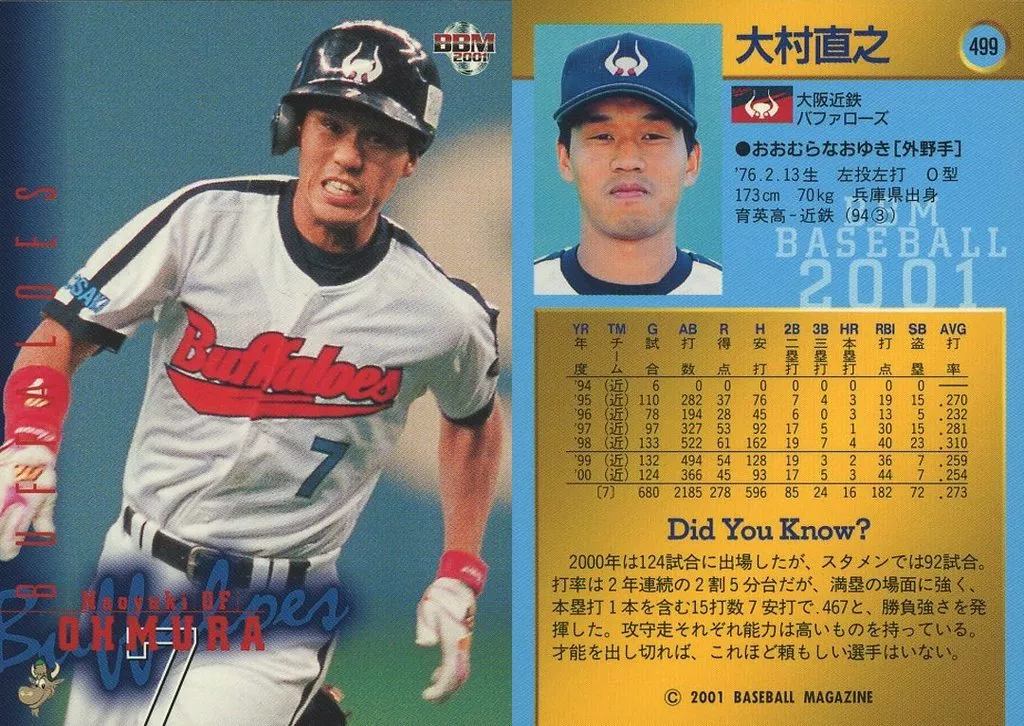 BBM
2001
BUFFALOES
OSAKA
Buffaloes
7
Buffaloes
Naoyuki OF
OHMURA
7
大村直之
499
大阪近鉄
バファローズ
●おおむらなおゆき[外野手]
'76.2.13生 左投左打 O型
173cm 70kg 兵庫県出身
育英高-近鉄(94③)
BBM
BASEBALL
2001
YR TM G AB R H 2B 3B HR RBI SB AVG
年度 チーム 試合 打数 得点 安打 二塁打 三塁打 本塁打 打点 盗塁 打率
'94 (近) 6 0 0 0 0 0 0 0 0 ―
'95 (近) 110 282 37 76 7 4 3 19 15 .270
'96 (近) 78 194 28 45 6 0 3 13 5 .232
'97 (近) 97 327 53 92 17 5 1 30 15 .281
'98 (近) 133 522 61 162 19 7 4 40 23 .310
'99 (近) 132 494 54 128 19 3 2 36 7 .259
'00 (近) 124 366 45 93 17 5 3 44 7 .254
[7] 680 2185 278 596 85 24 16 182 72 .273
Did You Know?
2000年は124試合に出場したが、スタメンでは92試合。
打率は2年連続の2割5分台だが、満塁の場面に強く、
本塁打1本を含む15打数7安打で.467と、勝負強さを発
揮した。攻守走それぞれ能力は高いものを持っている。
才能を出し切れば、これほど頼もしい選手はいない。
© 2001 BASEBALL MAGAZINE